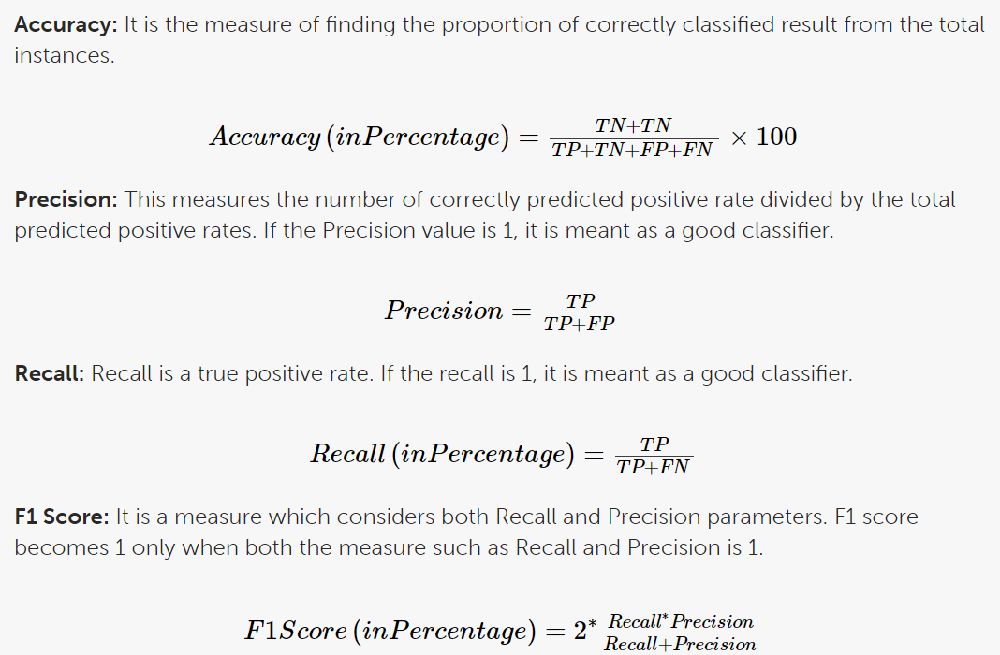 Accuracy: It is the measure of finding the proportion of correctly classified result from the total
instances.
Accuracy (inPercentage) = TN+TN / TP+TN+FP+FN × 100
Precision: This measures the number of correctly predicted positive rate divided by the total
predicted positive rates. If the Precision value is 1, it is meant as a good classifier.
Precision = TP / TP+FP
Recall: Recall is a true positive rate. If the recall is 1, it is meant as a good classifier.
Recall (inPercentage) = TP / TP+FN
F1 Score: It is a measure which considers both Recall and Precision parameters. F1 score
becomes 1 only when both the measure such as Recall and Precision is 1.
F1Score (inPercentage) = 2* Recall*Precision / Recall+Precision